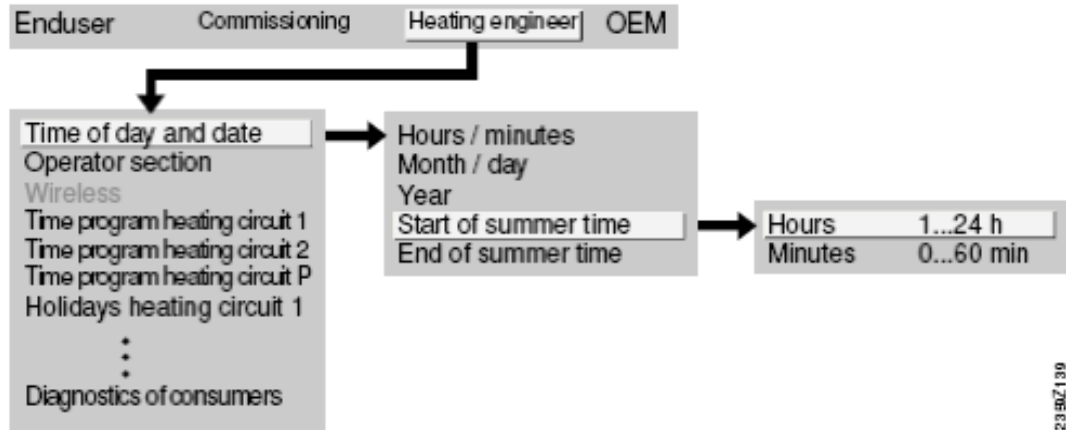 Enduser Commissioning Heating engineer OEM
Time of day and date
Operator section
Wireless
Time program heating circuit 1
Time program heating circuit 2
Time program heating circuit P
Holidays heating circuit 1
Diagnostics of consumers
Hours / minutes
Month / day
Year
Start of summer time
End of summer time
Hours 1...24 h
Minutes 0...60 min
2359Z139